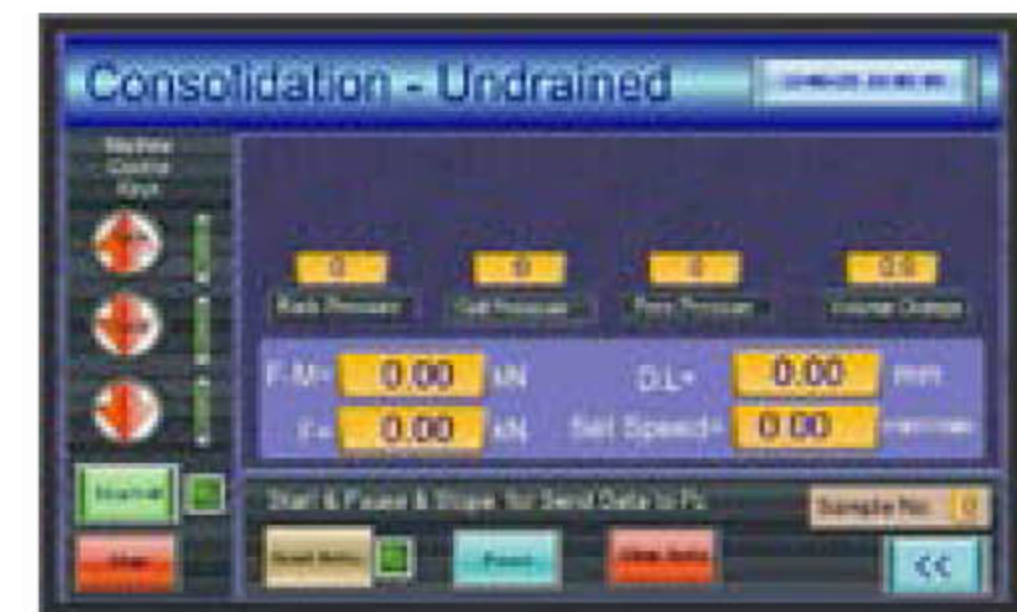 Consolidation - Undrained
Machine
Control
Keys
0
0
0
0.0
Back Pressure
Cell Pressure
Pore Pressure
Volume Change
F-M= 0.00 kN
D.L= 0.00 mm
F= 0.00 kN
Set Speed= 0.00
Start & Pause & Stope for Send Data to Pc
Sample No: 0
Stop
Pause
<<